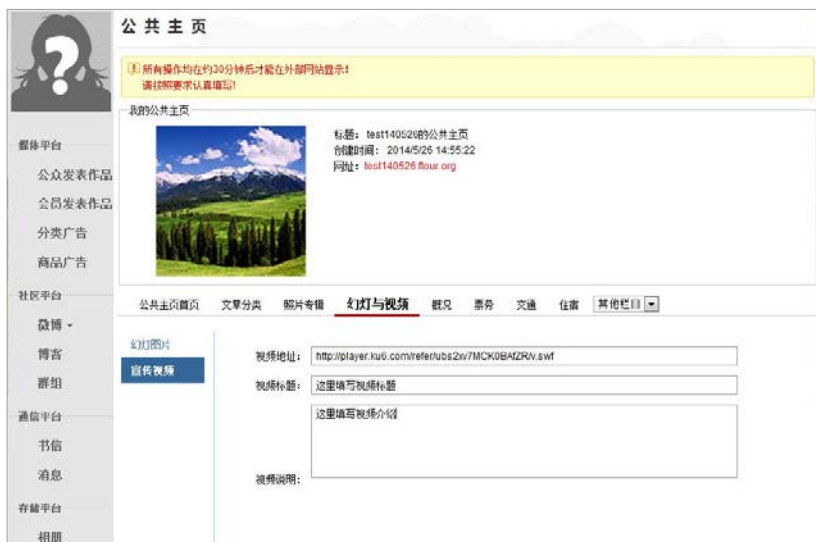 公共主页
所有操作均在约30分钟后才能在外部网站显示!
请按照要求认真填写!
我的公共主页
标题： test140526的公共主页
创建时间： 2014/5/26 14:55:22
网址： test140526.ftour.org
媒体平台
公众发表作品
会员发表作品
分类广告
商品广告
社区平台
微博
博客
群组
通信平台
书信
消息
存储平台
相册
公共主页首页 文章分类 照片专辑 幻灯与视频 概况 票务 交通 住宿 其他栏目
幻灯图片
宣传视频
视频地址： http://player.ku6.com/refer/ubs2xv7MCK0BAfZR/v.swf
视频标题： 这里填写视频标题
这里填写视频介绍
视频说明：